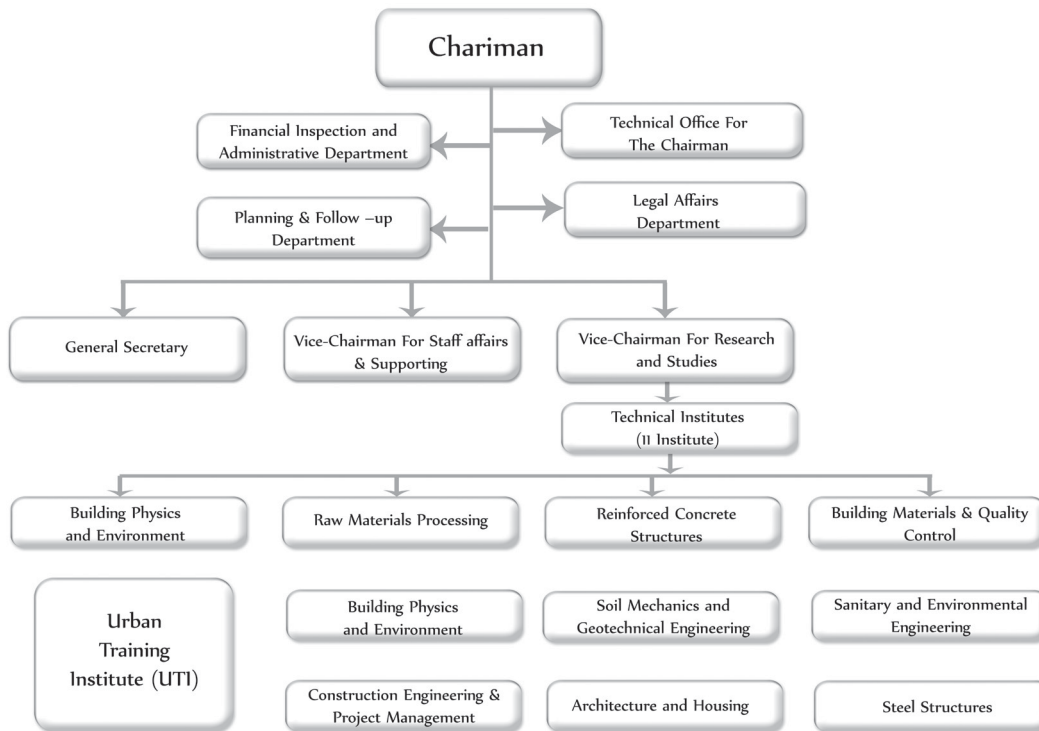 Chariman
Financial Inspection and
Administrative Department
Technical Office For
The Chairman
Planning & Follow –up
Department
Legal Affairs
Department
General Secretary
Vice-Chairman For Staff affairs
& Supporting
Vice-Chairman For Research
and Studies
Technical Institutes
(11 Institute)
Building Physics
and Environment
Raw Materials Processing
Reinforced Concrete
Structures
Building Materials & Quality
Control
Urban
Training
Institute (UTI)
Building Physics
and Environment
Soil Mechanics and
Geotechnical Engineering
Sanitary and Environmental
Engineering
Construction Engineering &
Project Management
Architecture and Housing
Steel Structures